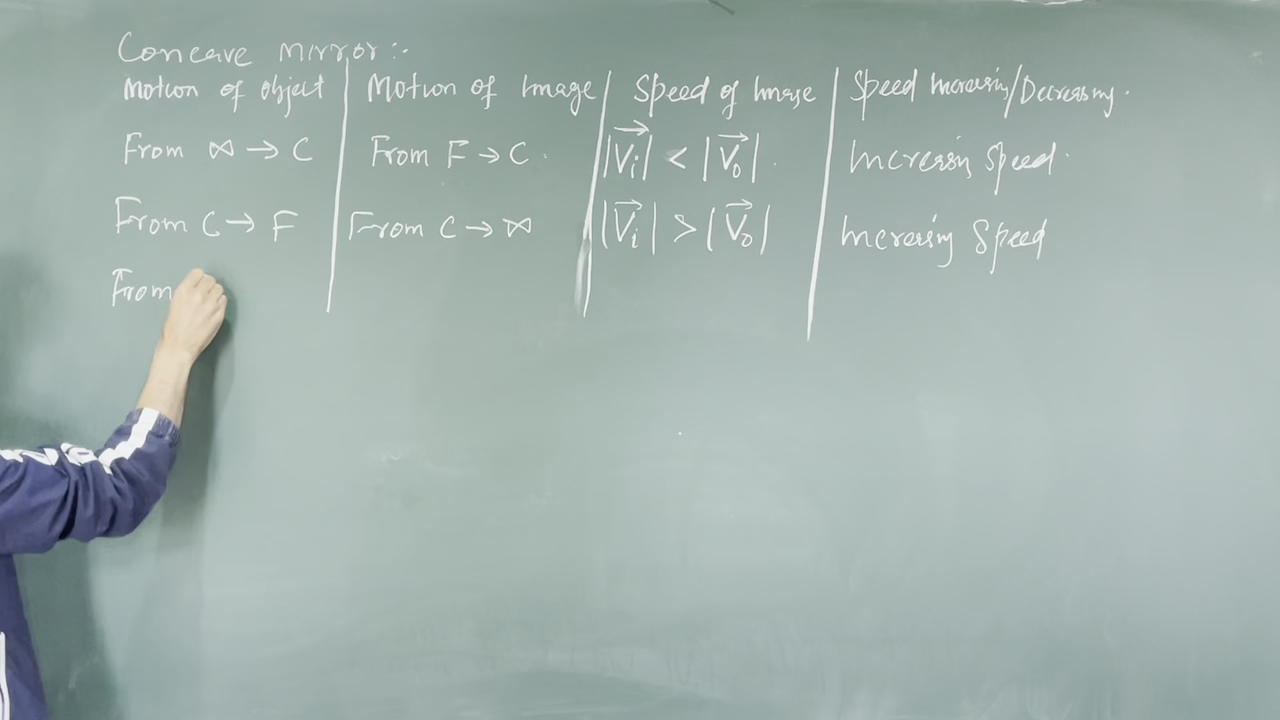 Concave Mirror:-
Motion of object | Motion of Image | Speed of Image | Speed Increasing/Decreasing.
From ∞ → C | From F → C. | |V⃗i| < |V⃗o|. | Increasing Speed.
From C → F | From C → ∞ | |V⃗i| > |V⃗o| | Increasing Speed
From